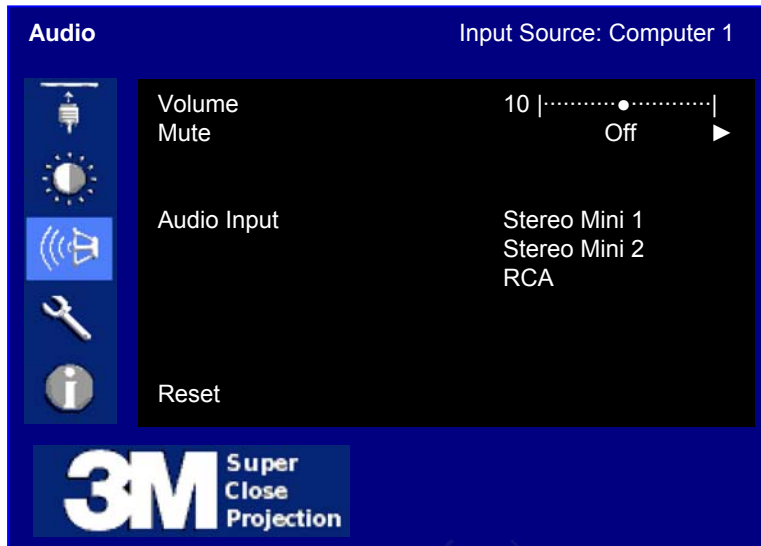 Audio Input Source: Computer 1
Volume 10 |···········●···········|
Mute Off ►
Audio Input Stereo Mini 1
Stereo Mini 2
RCA
Reset
3M Super
Close
Projection